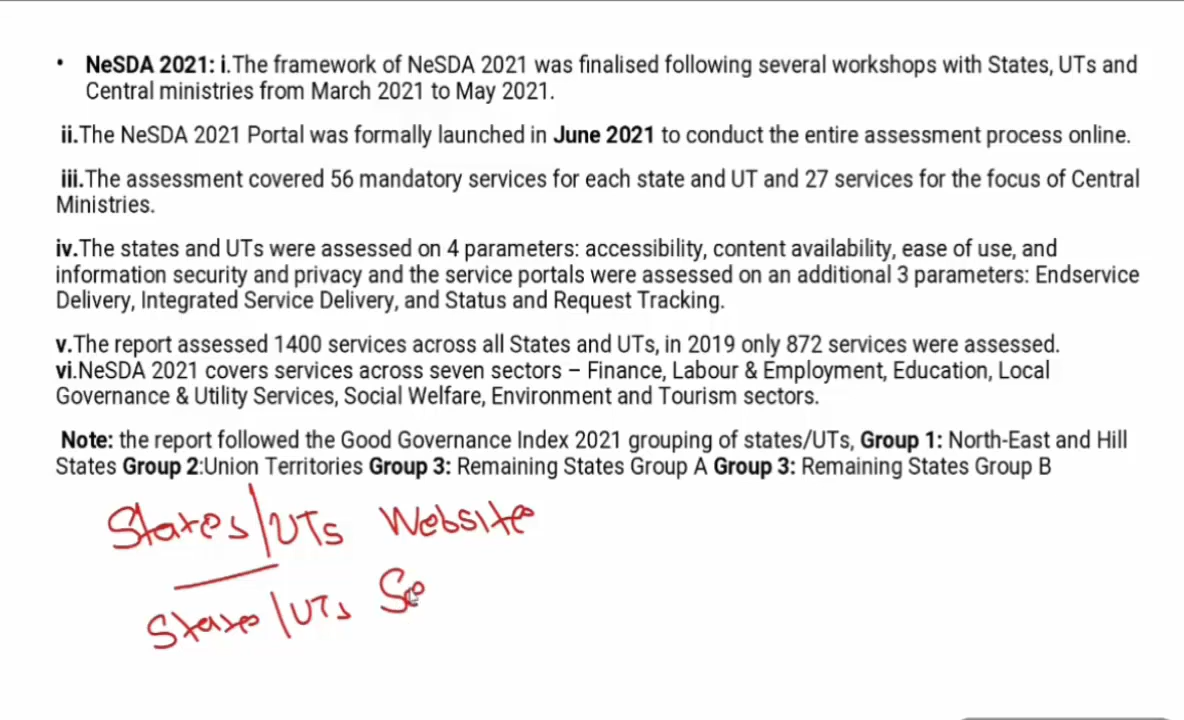 • NeSDA 2021: i.The framework of NeSDA 2021 was finalised following several workshops with States, UTs and
Central ministries from March 2021 to May 2021.
ii.The NeSDA 2021 Portal was formally launched in June 2021 to conduct the entire assessment process online.
iii.The assessment covered 56 mandatory services for each state and UT and 27 services for the focus of Central
Ministries.
iv.The states and UTs were assessed on 4 parameters: accessibility, content availability, ease of use, and
information security and privacy and the service portals were assessed on an additional 3 parameters: Endservice
Delivery, Integrated Service Delivery, and Status and Request Tracking.
v.The report assessed 1400 services across all States and UTs, in 2019 only 872 services were assessed.
vi.NeSDA 2021 covers services across seven sectors – Finance, Labour & Employment, Education, Local
Governance & Utility Services, Social Welfare, Environment and Tourism sectors.
Note: the report followed the Good Governance Index 2021 grouping of states/UTs, Group 1: North-East and Hill
States Group 2:Union Territories Group 3: Remaining States Group A Group 3: Remaining States Group B
States/UTs Website
State/UTs Se